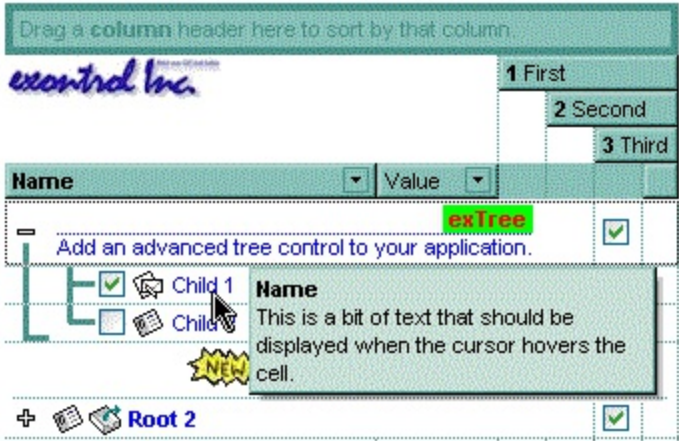 Drag a column header here to sort by that column.
exontrol Inc.
1 First
2 Second
3 Third
Name
Value
exTree
Add an advanced tree control to your application.
Child 1
Name
This is a bit of text that should be
displayed when the cursor hovers the
cell.
Child
NEW
Root 2